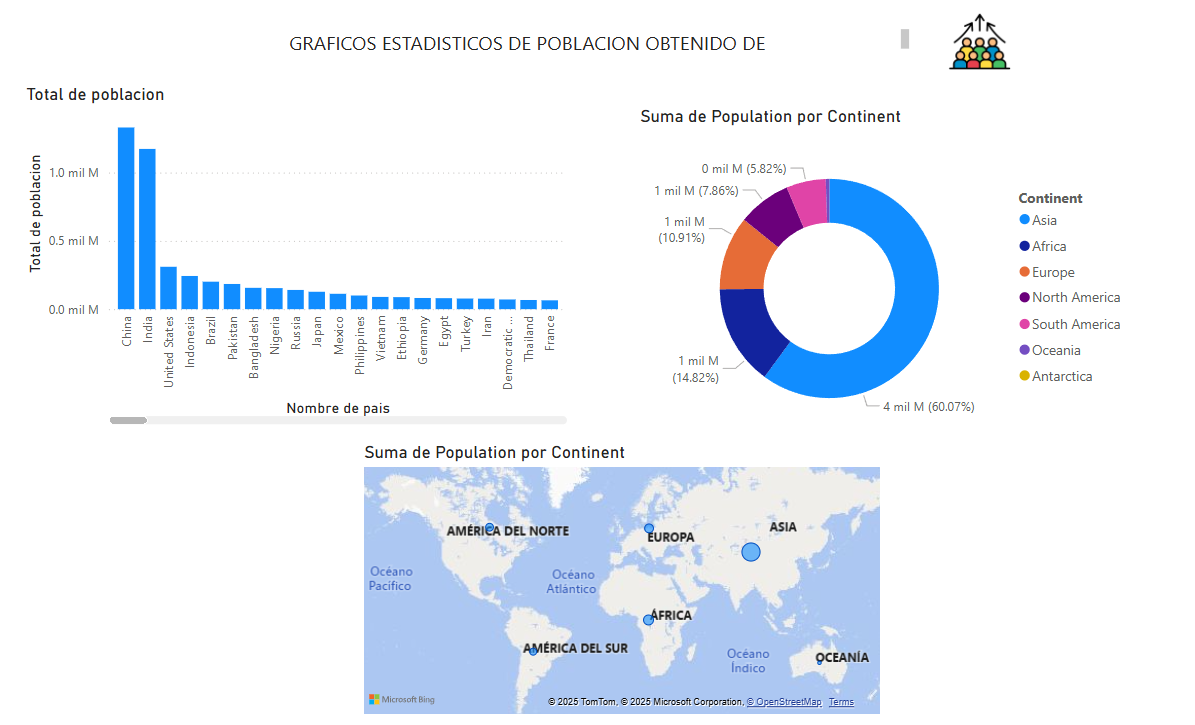 GRAFICOS ESTADISTICOS DE POBLACION OBTENIDO DE
Total de poblacion
Total de poblacion
1.0 mil M
0.5 mil M
0.0 mil M
China
India
United States
Indonesia
Brazil
Pakistan
Bangladesh
Nigeria
Russia
Japan
Mexico
Philippines
Vietnam
Ethiopia
Germany
Egypt
Turkey
Iran
Democratic ...
Thailand
France
Nombre de pais
Suma de Population por Continent
0 mil M (5.82%)
1 mil M (7.86%)
1 mil M
(10.91%)
1 mil M
(14.82%)
4 mil M (60.07%)
Continent
Asia
Africa
Europe
North America
South America
Oceania
Antarctica
Suma de Population por Continent
AMÉRICA DEL NORTE
EUROPA
ASIA
Océano
Pacífico
Océano
Atlántico
ÁFRICA
AMÉRICA DEL SUR
Océano
Índico
OCEANÍA
Microsoft Bing
© 2025 TomTom, © 2025 Microsoft Corporation, © OpenStreetMap Terms